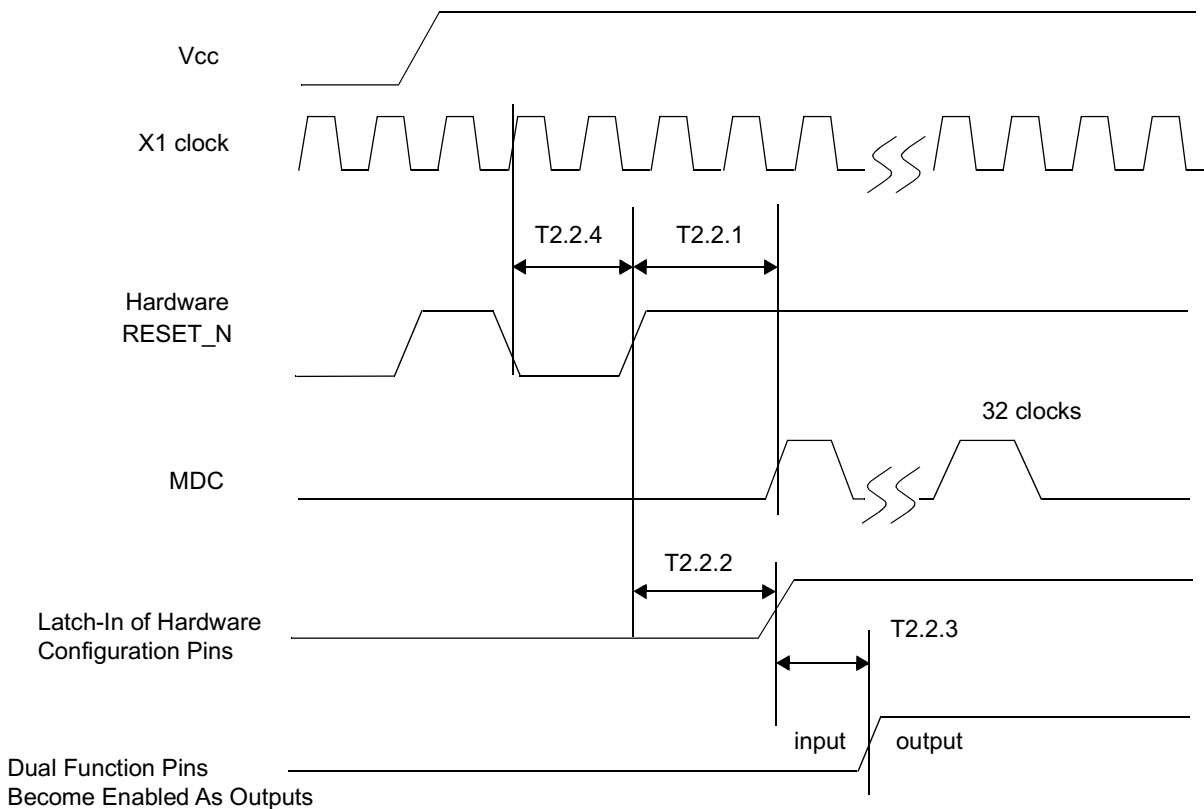 Vcc
X1 clock
T2.2.4
T2.2.1
Hardware
RESET_N
32 clocks
MDC
T2.2.2
Latch-In of Hardware
Configuration Pins
T2.2.3
input
output
Dual Function Pins
Become Enabled As Outputs